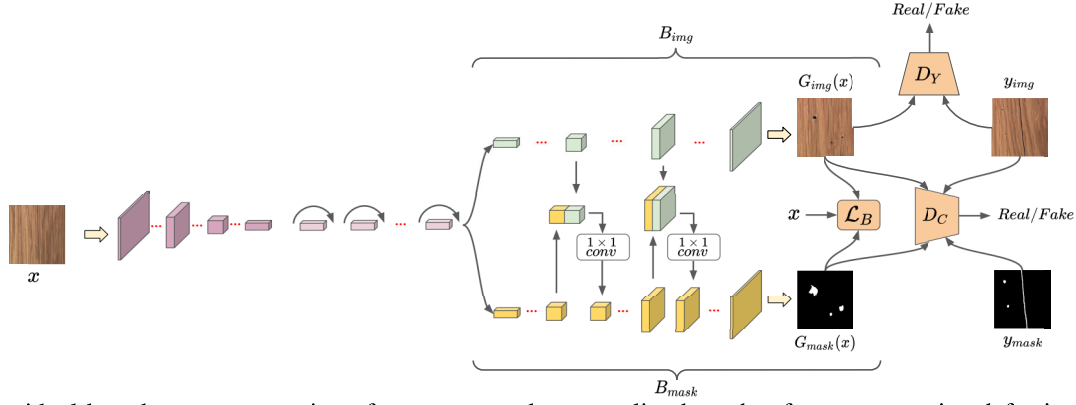 Real/Fake
B_img
G_img(x)
D_Y
y_img
x
... ... ...
... ... ...
...
x
L_B
D_C
Real/Fake
1 × 1
conv
1 × 1
conv
... ... ...
G_mask(x)
y_mask
B_mask